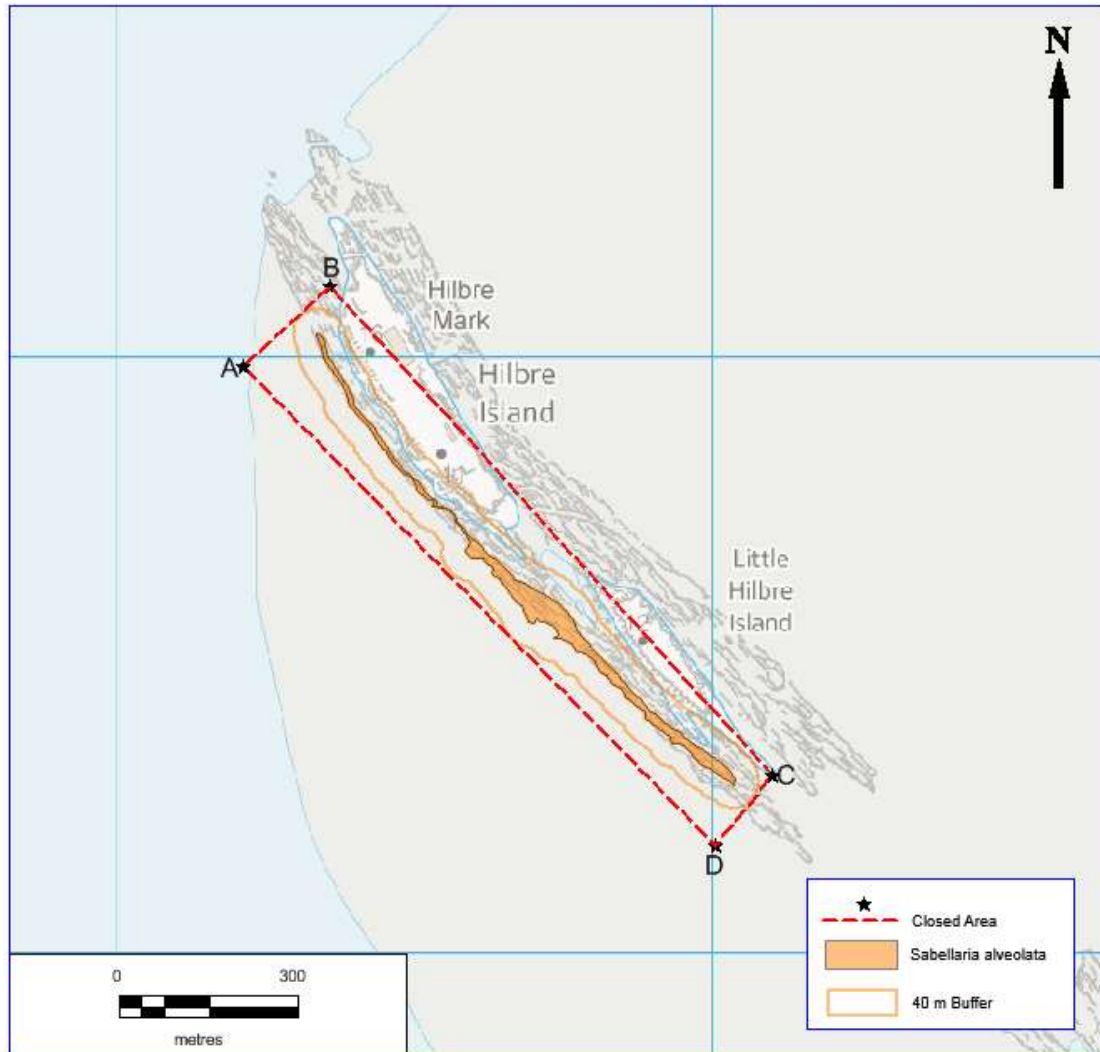 N
B
Hilbre
Mark
A
Hilbre
Island
Little
Hilbre
Island
C
D
Closed Area
Sabellaria alveolata
40 m Buffer
0 300
metres